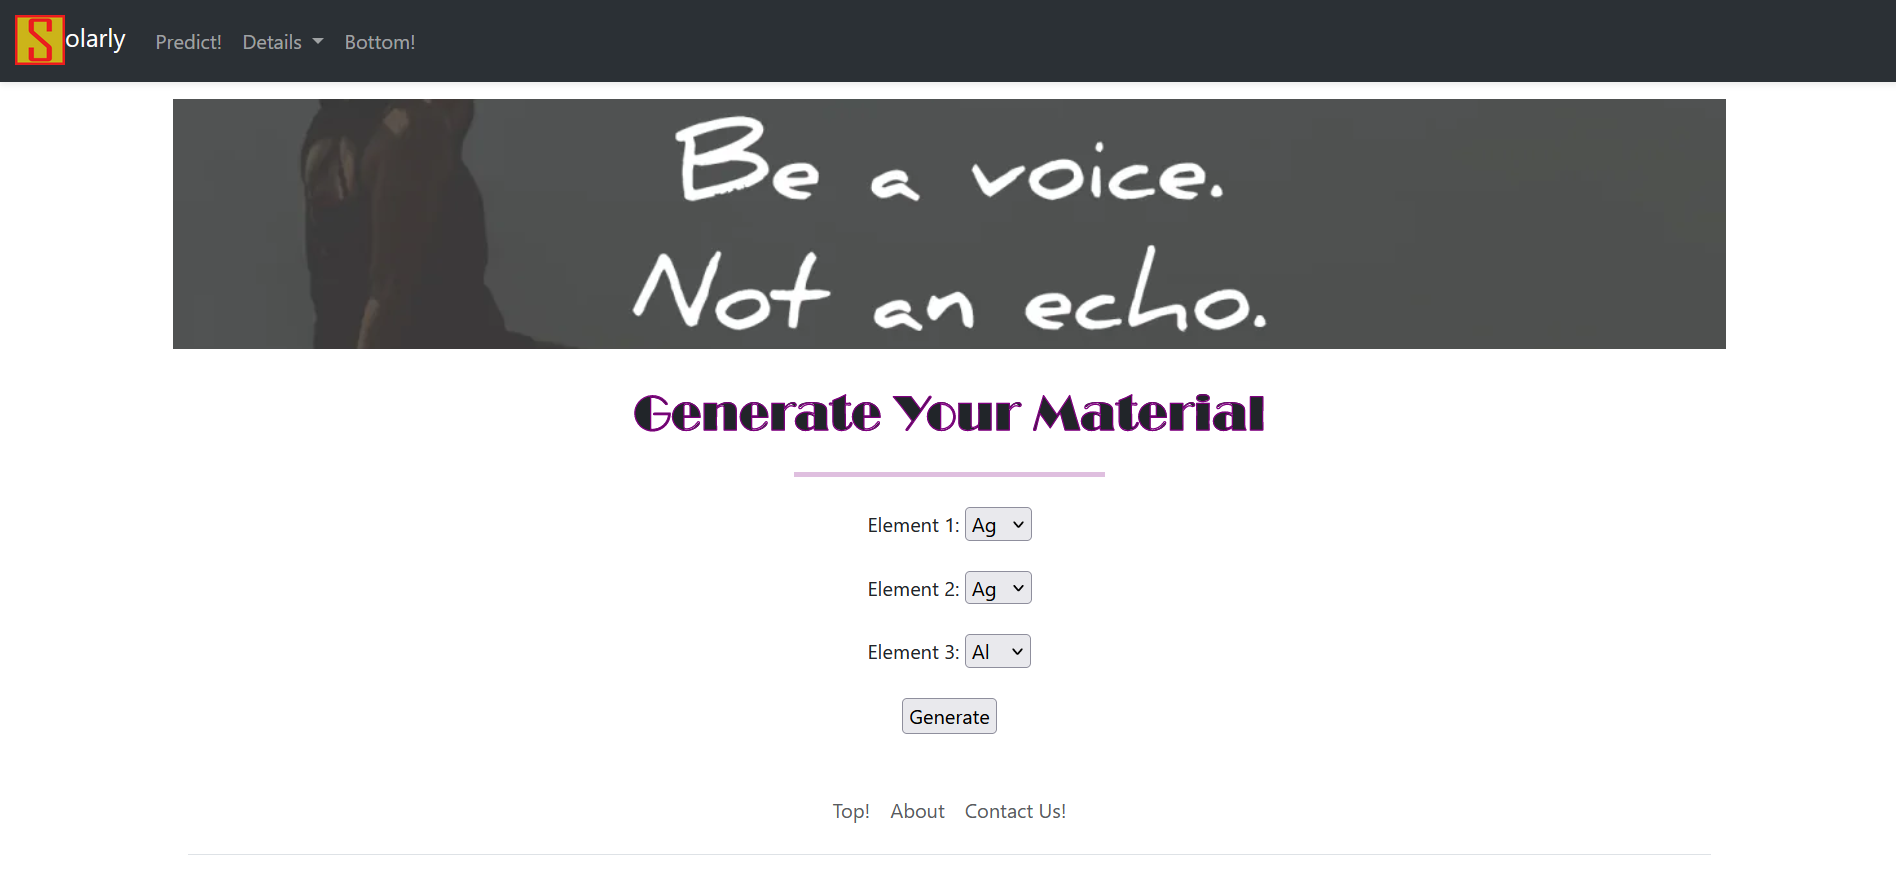 Solarly Predict! Details Bottom!
Be a voice.
Not an echo.
Generate Your Material
Element 1: Ag
Element 2: Ag
Element 3: Al
Generate
Top! About Contact Us!